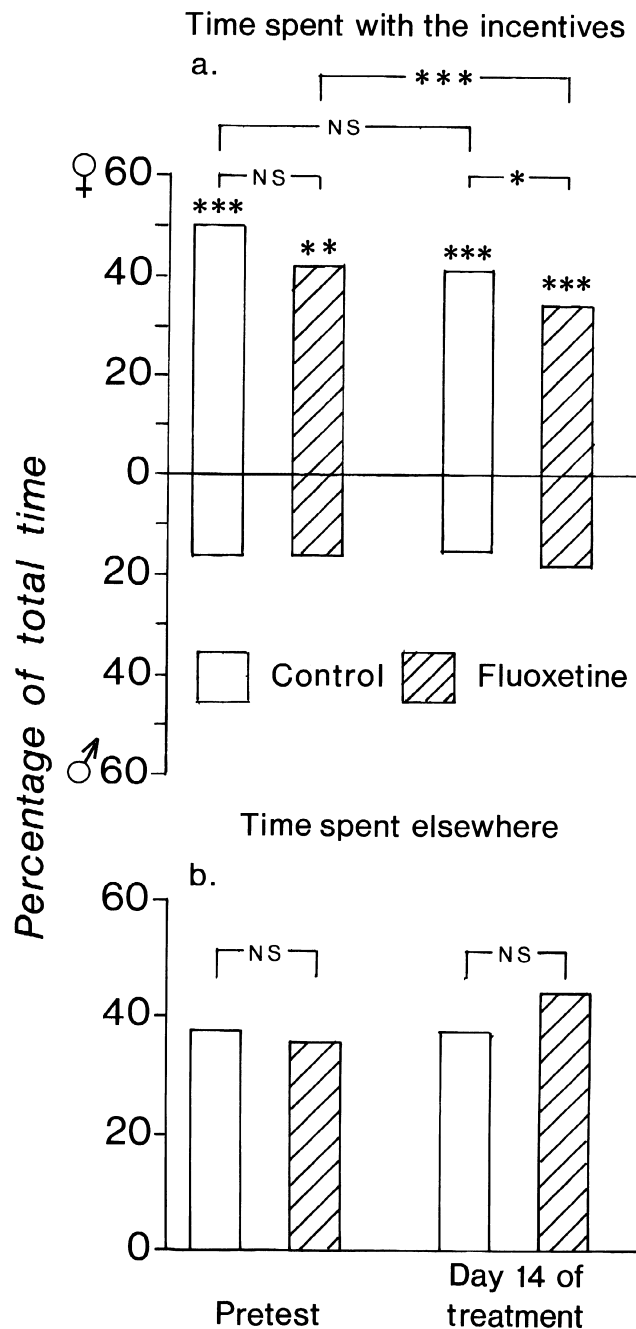 Time spent with the incentives
a.
***
NS
♀ 60
NS
*
***
**
***
***
40
20
0
20
40
♂ 60
Control
Fluoxetine
Percentage of total time
Time spent elsewhere
b.
60
NS
NS
40
20
0
Pretest
Day 14 of
treatment